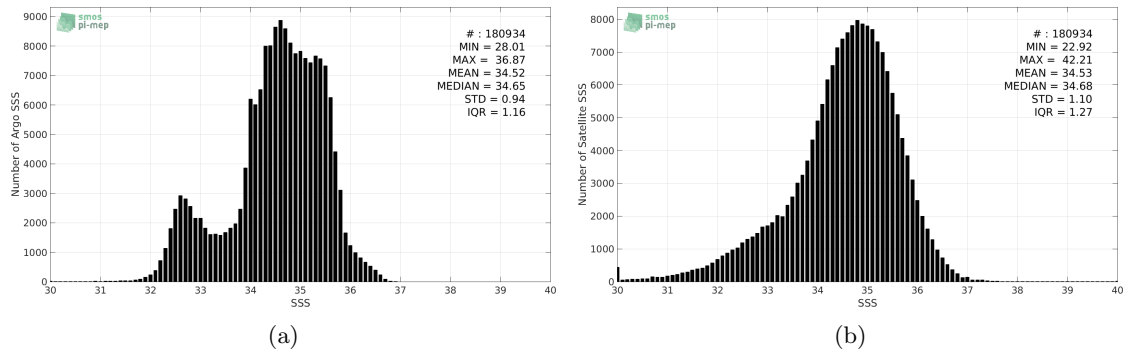 smos
pi-mep
# : 180934
MIN = 28.01
MAX = 36.87
MEAN = 34.52
MEDIAN = 34.65
STD = 0.94
IQR = 1.16
Number of Argo SSS
9000
8000
7000
6000
5000
4000
3000
2000
1000
0
30 31 32 33 34 35 36 37 38 39 40
SSS
(a)
smos
pi-mep
# : 180934
MIN = 22.92
MAX = 42.21
MEAN = 34.53
MEDIAN = 34.68
STD = 1.10
IQR = 1.27
Number of Satellite SSS
8000
7000
6000
5000
4000
3000
2000
1000
0
30 31 32 33 34 35 36 37 38 39 40
SSS
(b)